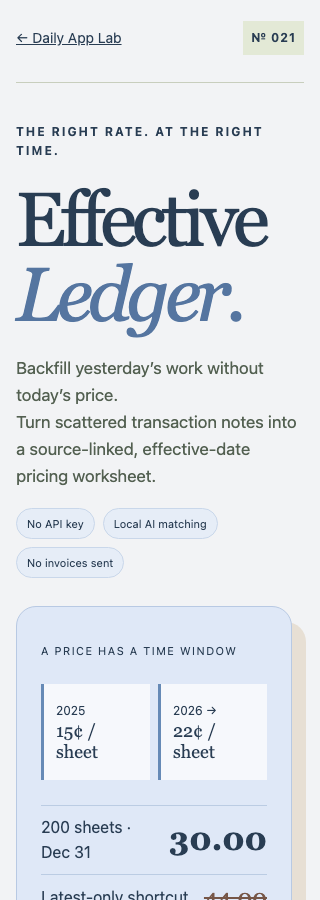 ← Daily App Lab
№ 021
THE RIGHT RATE. AT THE RIGHT
TIME.
Effective
Ledger.
Backfill yesterday’s work without
today’s price.
Turn scattered transaction notes into
a source-linked, effective-date
pricing worksheet.
No API key
Local AI matching
No invoices sent
A PRICE HAS A TIME WINDOW
2025
15¢ /
sheet
2026 →
22¢ /
sheet
200 sheets ·
Dec 31
30.00
Latest-only shortcut
44.00